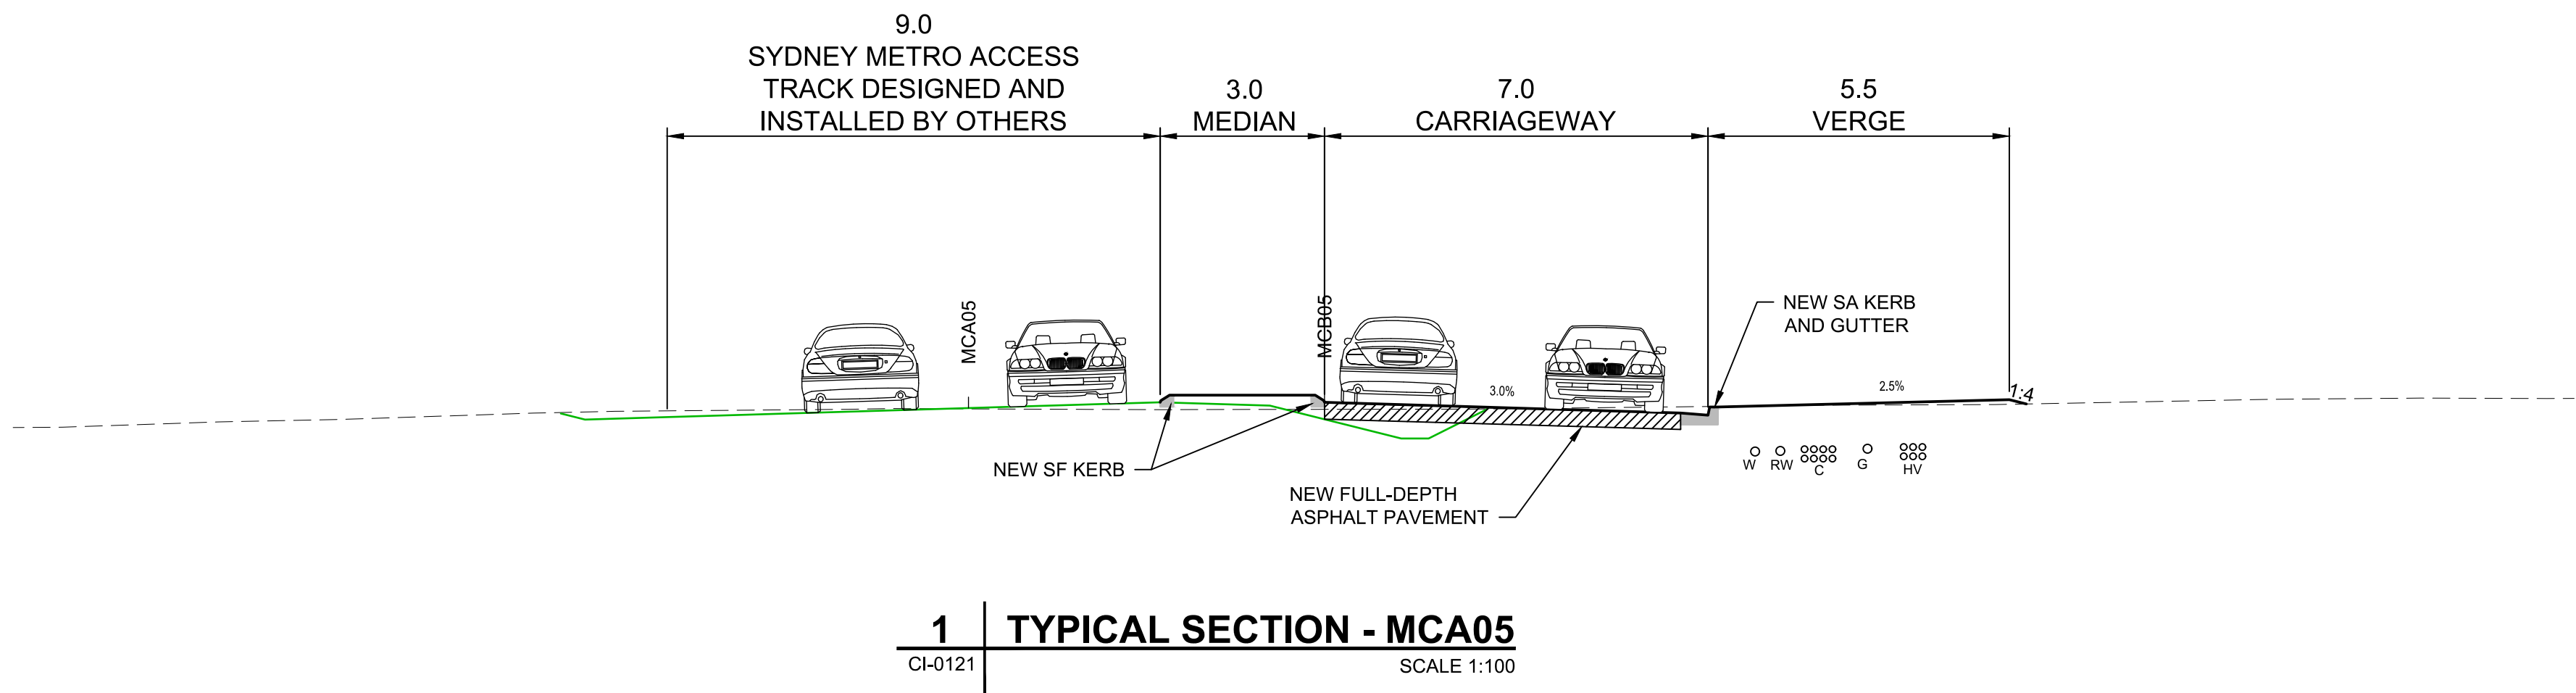 9.0
SYDNEY METRO ACCESS
TRACK DESIGNED AND
INSTALLED BY OTHERS
3.0
MEDIAN
7.0
CARRIAGEWAY
5.5
VERGE
MCA05
MCB05
NEW SA KERB
AND GUTTER
3.0%
2.5%
1:4
NEW SF KERB
W
RW
C
G
HV
NEW FULL-DEPTH
ASPHALT PAVEMENT
1
TYPICAL SECTION - MCA05
CI-0121
SCALE 1:100